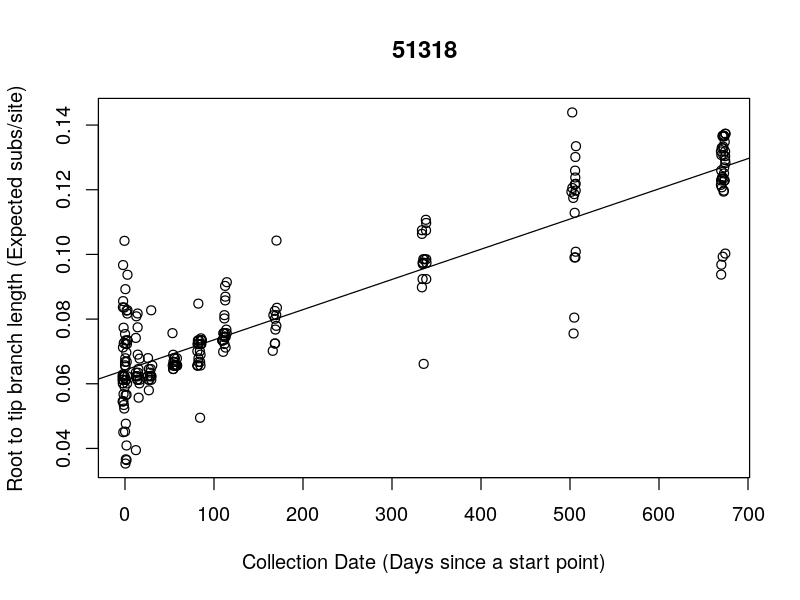 51318
Root to tip branch length (Expected subs/site)
0.14
0.12
0.10
0.08
0.06
0.04
0 100 200 300 400 500 600 700
Collection Date (Days since a start point)